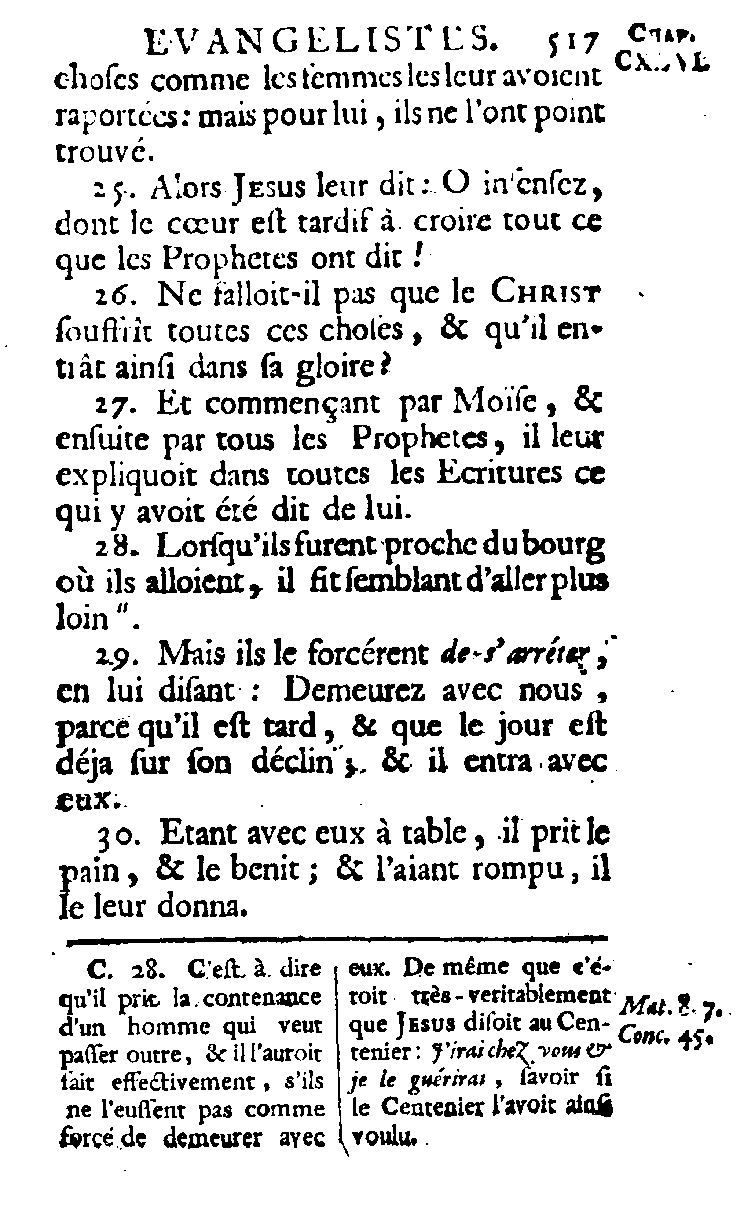 EVANGELISTES. 517
CHAP.
choses comme les femmes les leur avoient
raportées: mais pour lui, ils ne l'ont point
trouvé.
25. Alors JESUS leur dit: O insensez,
dont le cœur est tardif à croire tout ce
que les Prophetes ont dit !
26. Ne falloit-il pas que le CHRIST
souffrît toutes ces choses, & qu'il en-
trât ainsi dans sa gloire?
27. Et commençant par Moïse, &
ensuite par tous les Prophetes, il leur
expliquoit dans toutes les Ecritures ce
qui y avoit été dit de lui.
28. Lorsqu'ils furent proche du bourg
où ils alloient, il fit semblant d'aller plus
loin ".
29. Mais ils le forcérent de s'arréter,
en lui disant : Demeurez avec nous,
parce qu'il est tard, & que le jour est
déja sur son déclin; & il entra avec
eux.
30. Etant avec eux à table, il prit le
pain, & le benit; & l'aiant rompu, il
le leur donna.
C. 28. C'est à dire
qu'il prit la contenance
d'un homme qui veut
passer outre, & il l'auroit
fait effectivement, s'ils
ne l'eussent pas comme
forcé de demeurer avec
eux. De même que c'é-
toit très-veritablement
que JESUS disoit au Cen-
tenier: J'irai chez vous &
je le guérirai, savoir si
le Centenier l'avoit ainsi
voulu.
Mat. 8. 7.
Conc. 45.